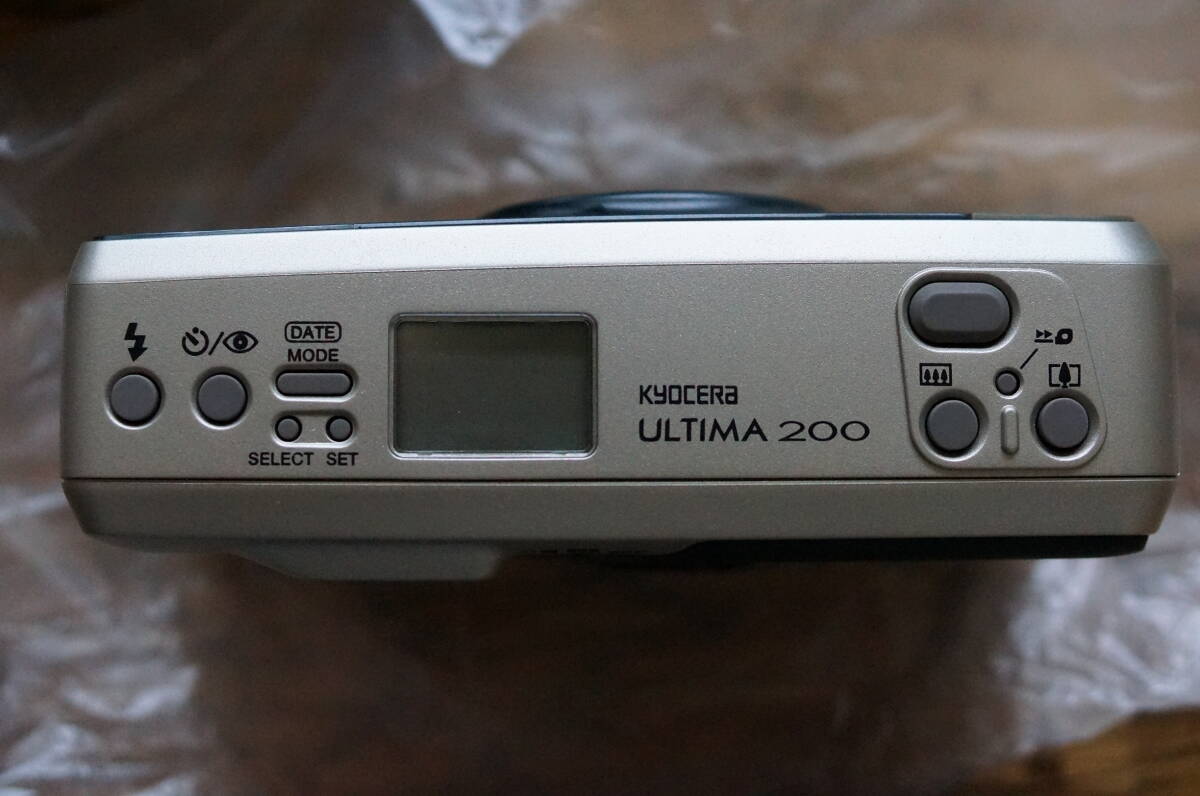 DATE
MODE
SELECT SET
KYOCERA
ULTIMA 200